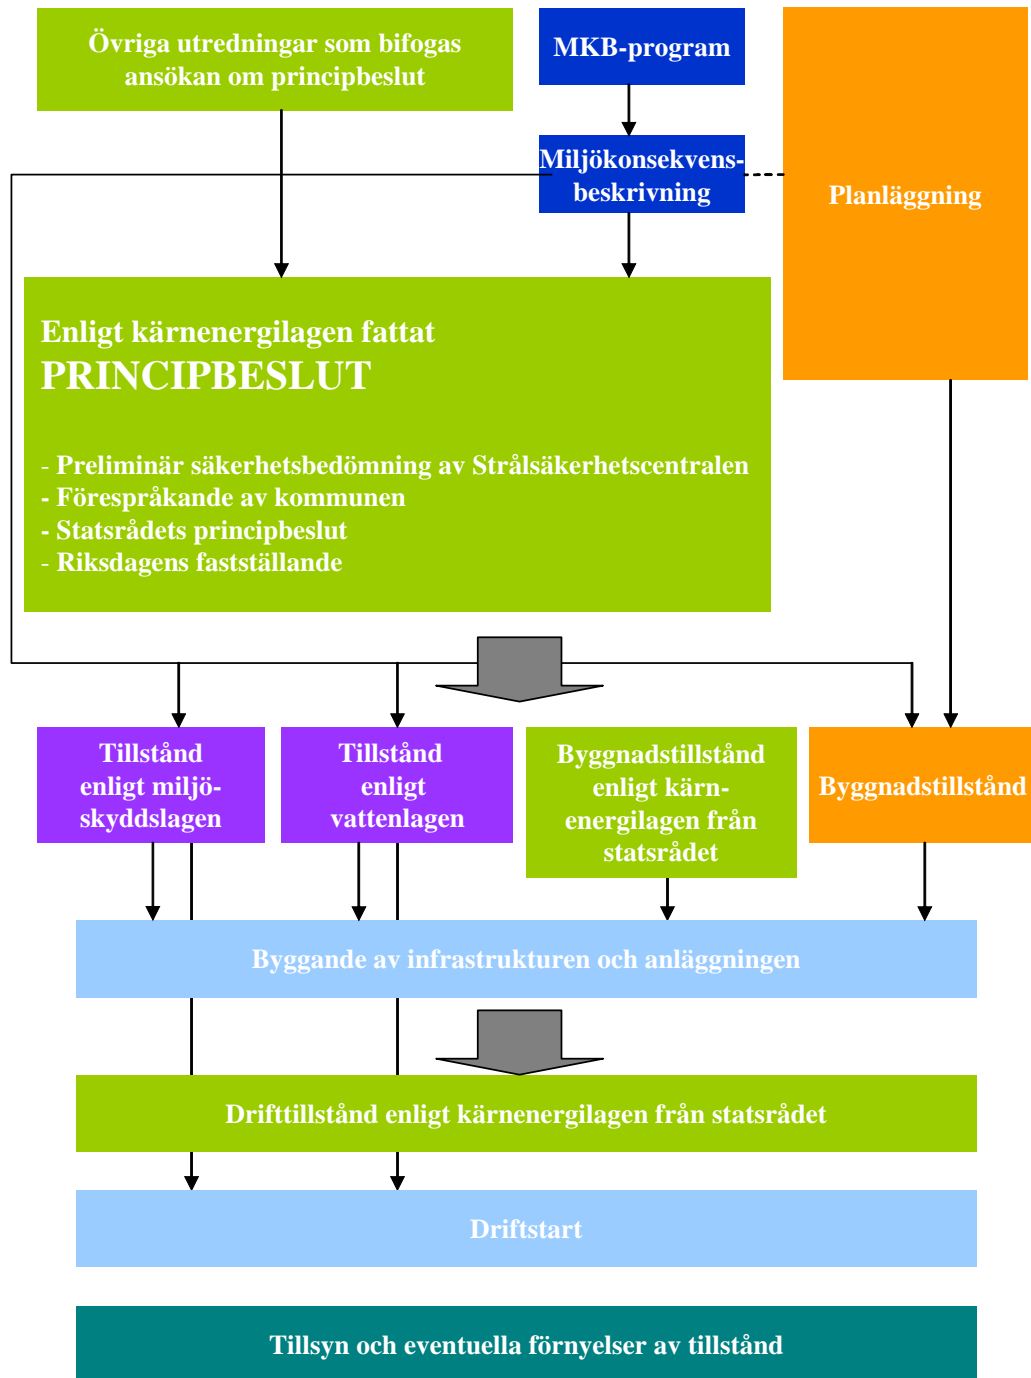 Övriga utredningar som bifogas
ansökan om principbeslut
MKB-program
Miljökonsekvens-
beskrivning
Planläggning
Enligt kärnenergilagen fattat
PRINCIPBESLUT
- Preliminär säkerhetsbedömning av Strålsäkerhetscentralen
- Förespråkande av kommunen
- Statsrådets principbeslut
- Riksdagens fastställande
Tillstånd
enligt miljö-
skyddslagen
Tillstånd
enligt
vattenlagen
Byggnadstillstånd
enligt kärn-
energilagen från
statsrådet
Byggnadstillstånd
Byggande av infrastrukturen och anläggningen
Drifttillstånd enligt kärnenergilagen från statsrådet
Driftstart
Tillsyn och eventuella förnyelser av tillstånd